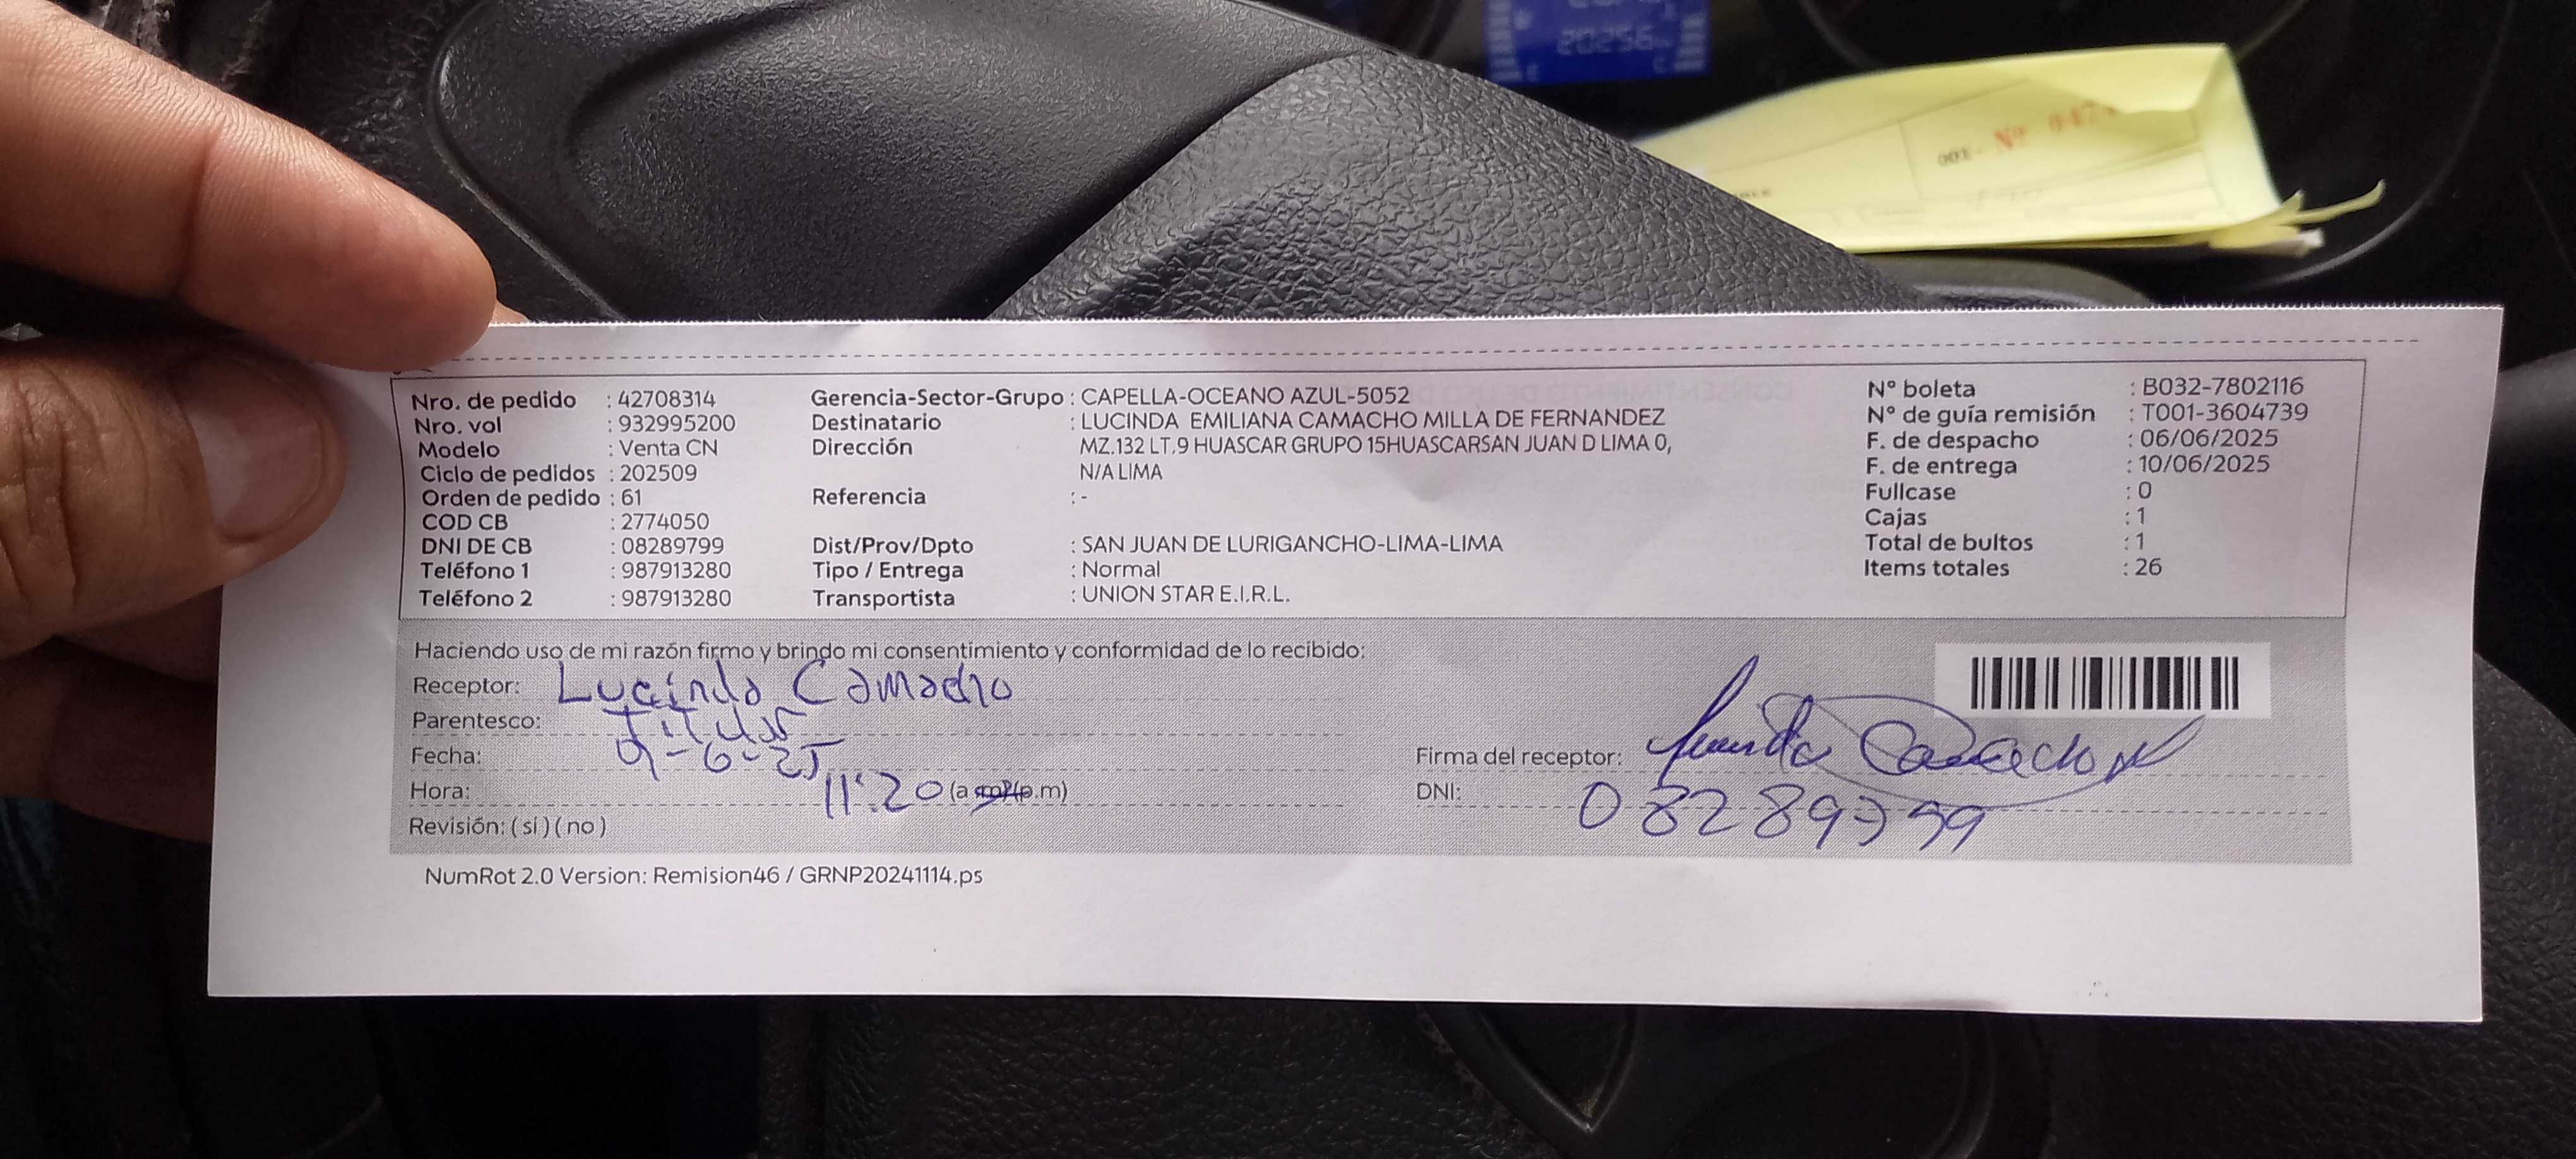 20256
001 - Nº
Nro. de pedido : 42708314
Nro. vol : 932995200
Modelo : Venta CN
Ciclo de pedidos : 202509
Orden de pedido : 61
COD CB : 2774050
DNI DE CB : 08289799
Teléfono 1 : 987913280
Teléfono 2 : 987913280
Gerencia-Sector-Grupo : CAPELLA-OCEANO AZUL-5052
Destinatario : LUCINDA EMILIANA CAMACHO MILLA DE FERNANDEZ
Dirección MZ.132 LT.9 HUASCAR GRUPO 15HUASCARSAN JUAN D LIMA 0,
N/A LIMA
Referencia : -
Dist/Prov/Dpto : SAN JUAN DE LURIGANCHO-LIMA-LIMA
Tipo / Entrega : Normal
Transportista : UNION STAR E.I.R.L.
N° boleta : B032-7802116
N° de guía remisión : T001-3604739
F. de despacho : 06/06/2025
F. de entrega : 10/06/2025
Fullcase : 0
Cajas : 1
Total de bultos : 1
Items totales : 26
Haciendo uso de mi razón firmo y brindo mi consentimiento y conformidad de lo recibido:
Receptor: Lucinda Camacho
Parentesco: Titular
Fecha: 9-6-25
Hora: 11:20 (a.m) (p.m)
Revisión: ( si ) ( no )
Firma del receptor: Lucinda Camacho
DNI: 08289799
NumRot 2.0 Version: Remision46 / GRNP20241114.ps